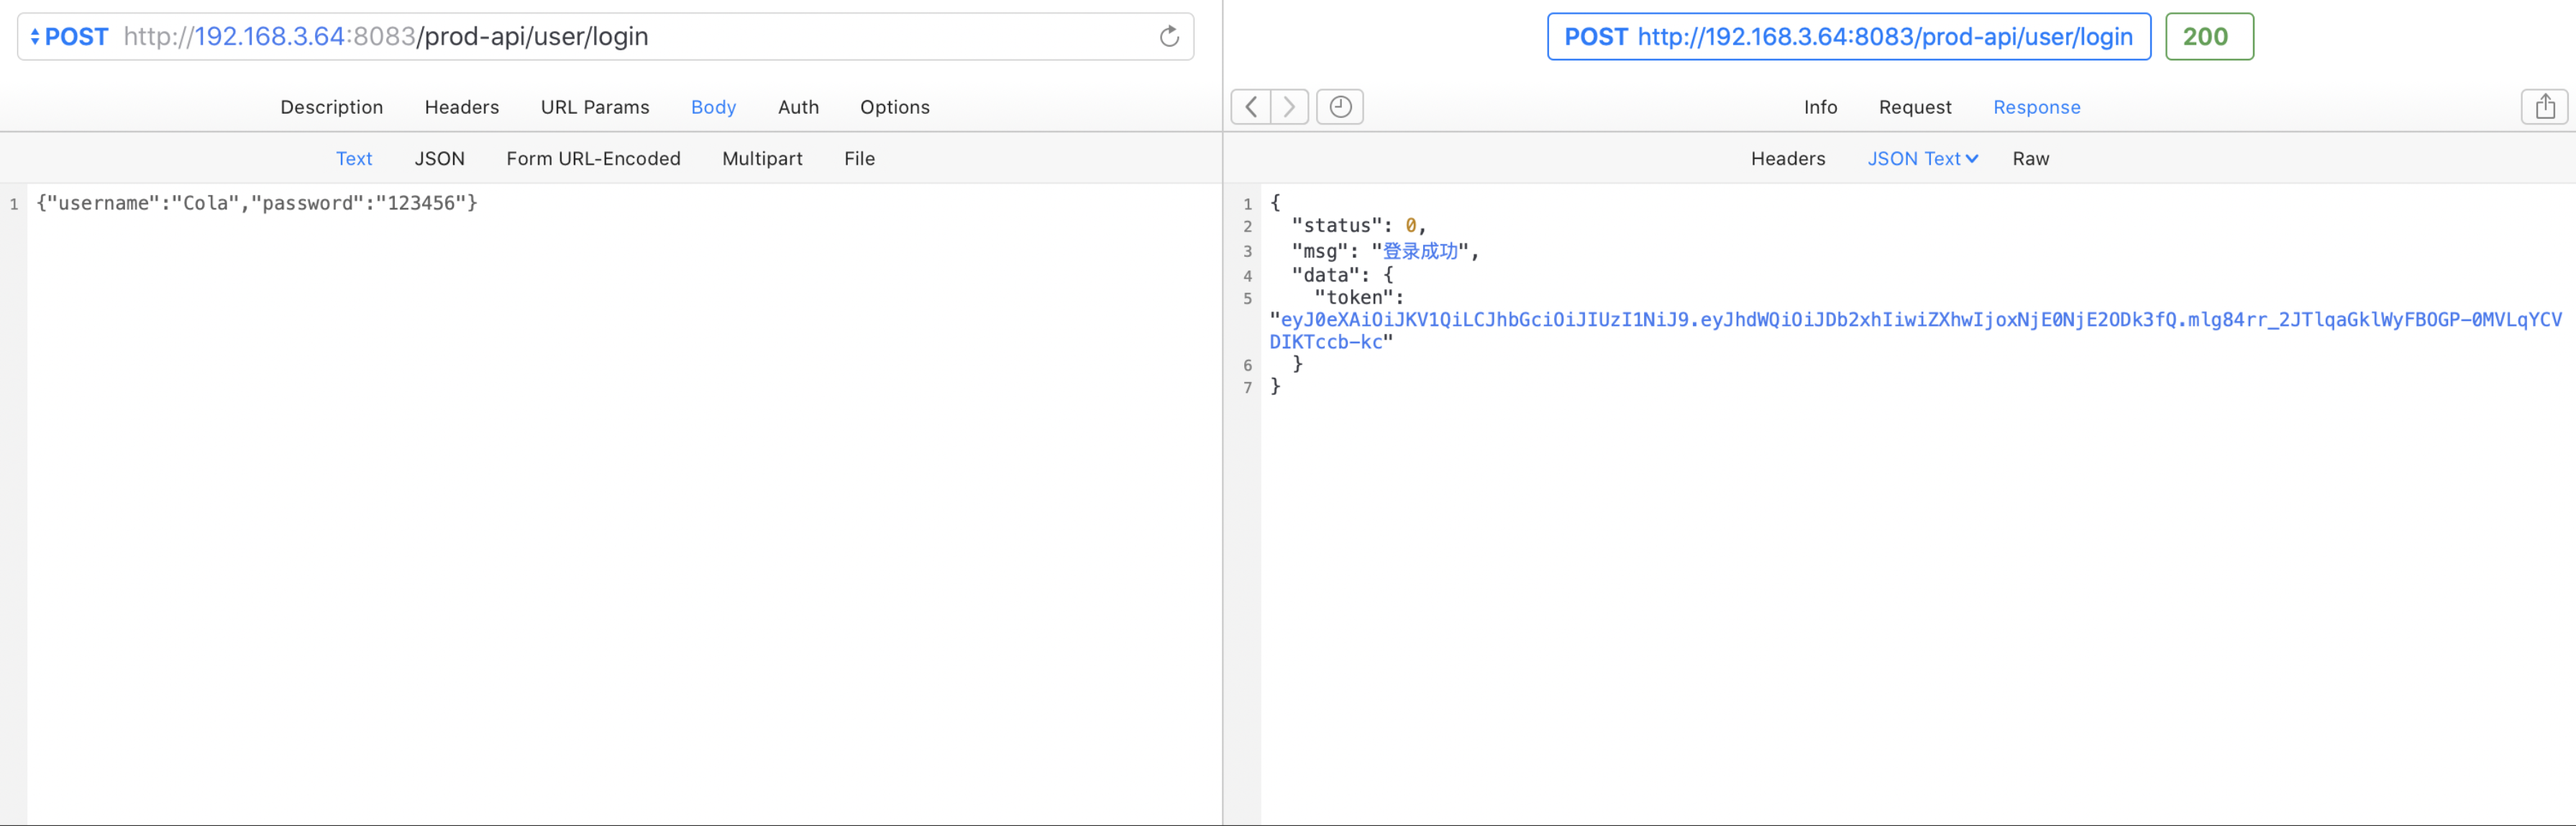 POST http://192.168.3.64:8083/prod-api/user/login
Description Headers URL Params Body Auth Options
Text JSON Form URL-Encoded Multipart File
1 {"username":"Cola","password":"123456"}
POST http://192.168.3.64:8083/prod-api/user/login 200
Info Request Response
Headers JSON Text Raw
1 {
2 "status": 0,
3 "msg": "登录成功",
4 "data": {
5 "token":
"eyJ0eXAiOiJKV1QiLCJhbGciOiJIUzI1NiJ9.eyJhdWQiOiJDb2xhIiwiZXhwIjoxNjE0NjE2ODk3fQ.mlg84rr_2JTlqaGklWyFBOGP-0MVLqYCV
DIKTccb-kc"
6 }
7 }